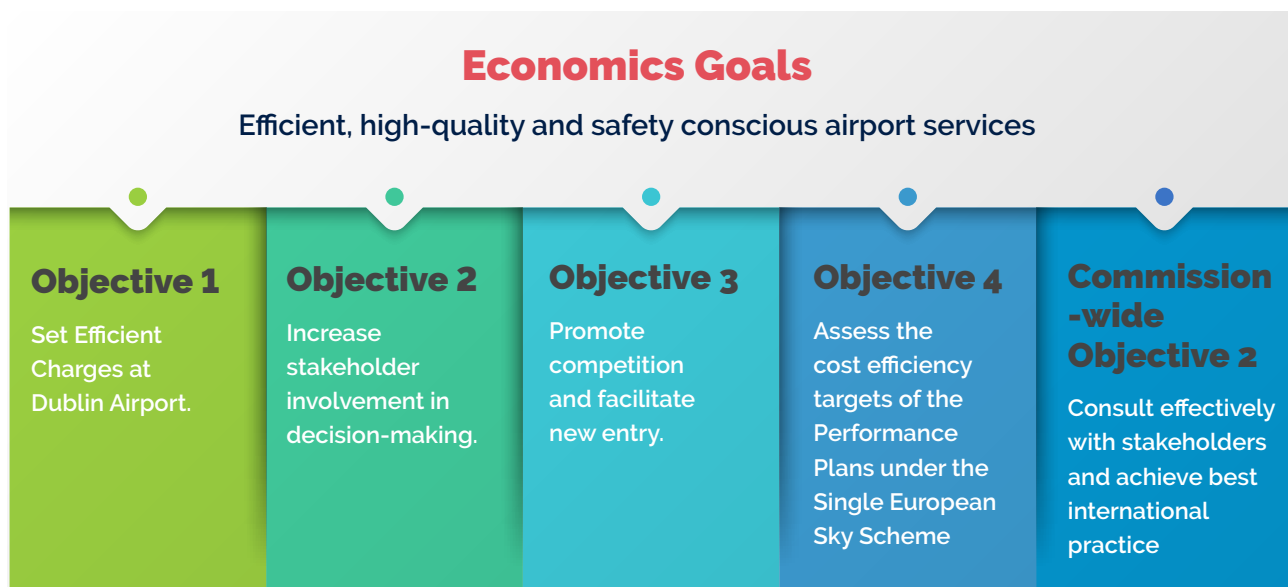 Economics Goals
Efficient, high-quality and safety conscious airport services
Objective 1
Set Efficient
Charges at
Dublin Airport.
Objective 2
Increase
stakeholder
involvement in
decision-making.
Objective 3
Promote
competition
and facilitate
new entry.
Objective 4
Assess the
cost efficiency
targets of the
Performance
Plans under the
Single European
Sky Scheme
Commission
-wide
Objective 2
Consult effectively
with stakeholders
and achieve best
international
practice